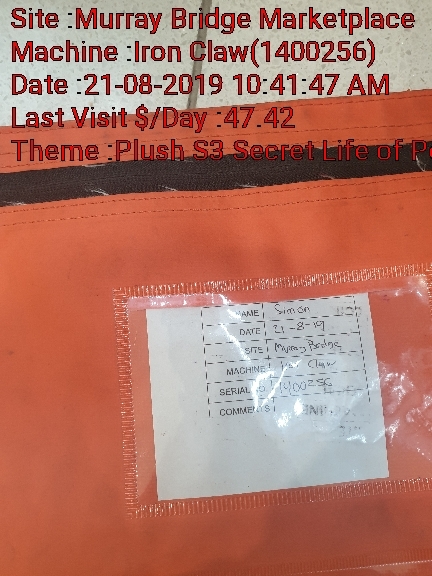 Site :Murray Bridge Marketplace
Machine :Iron Claw(1400256)
Date :21-08-2019 10:41:47 AM
Last Visit $/Day :47.42
Theme :Plush S3 Secret Life of P
NAME Simon
DATE 21-8-19
SITE Murray Bridge
MACHINE Iron Claw
SERIAL 1400256
COMMENTS